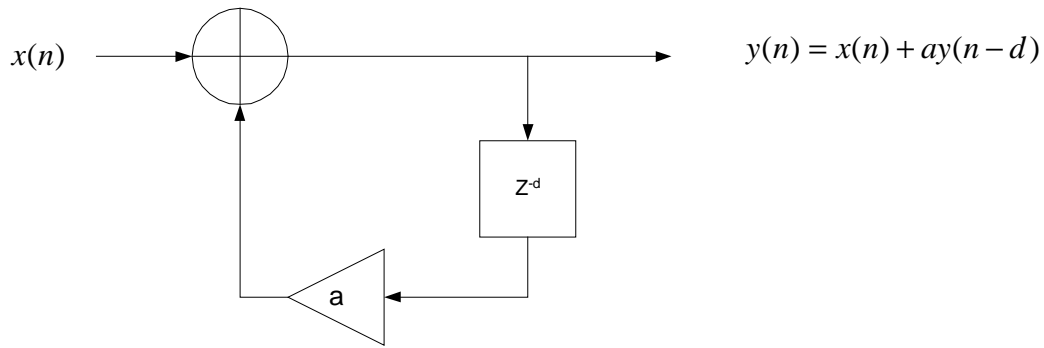 x(n) y(n) = x(n) + ay(n − d)
Z-d
a